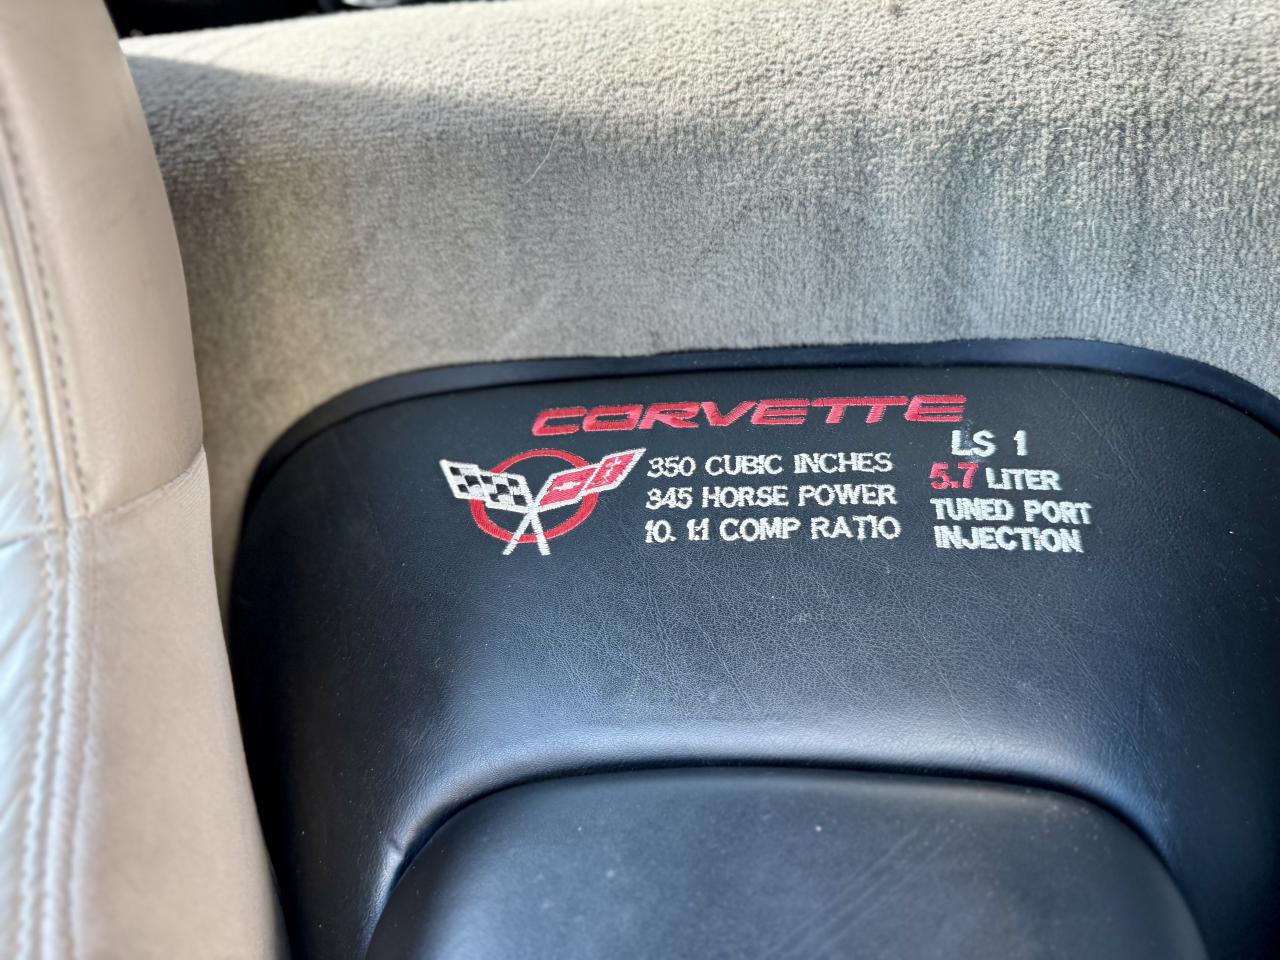 CORVETTE
350 CUBIC INCHES
345 HORSE POWER
10. 1:1 COMP RATIO
LS 1
5.7 LITER
TUNED PORT
INJECTION